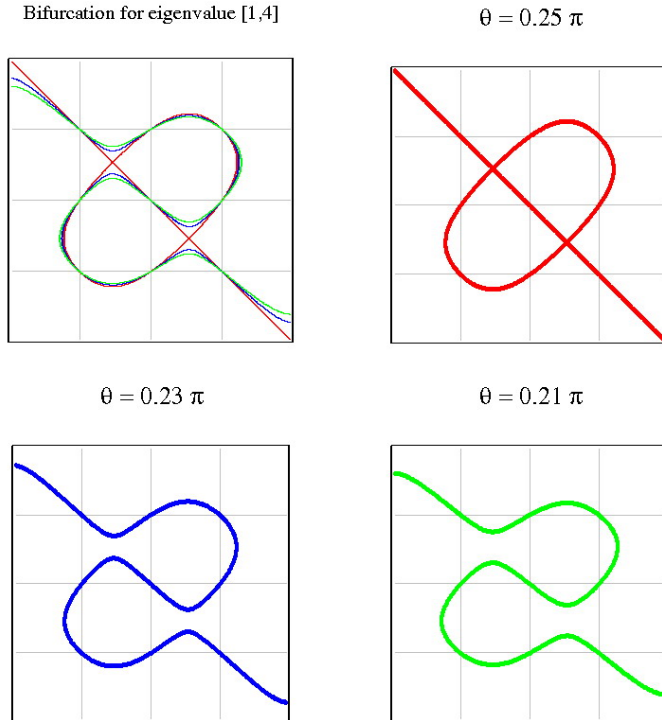 Bifurcation for eigenvalue [1,4]
θ = 0.25 π
θ = 0.23 π
θ = 0.21 π